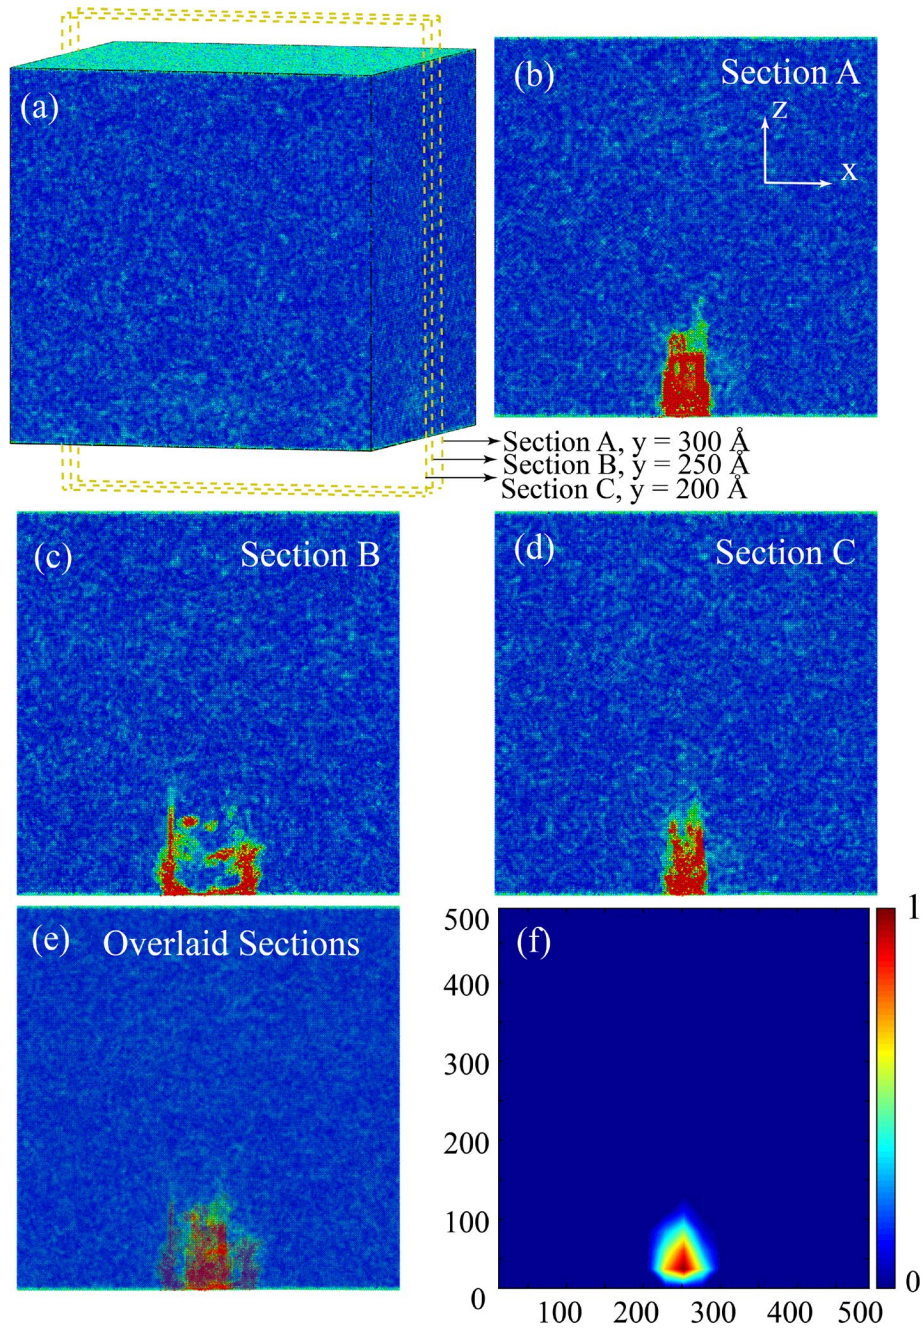 (a)
(b)
Section A
z
x
Section A, y = 300 Å
Section B, y = 250 Å
Section C, y = 200 Å
(c)
Section B
(d)
Section C
(e)
Overlaid Sections
(f)
500
400
300
200
100
0
100 200 300 400 500
1
0